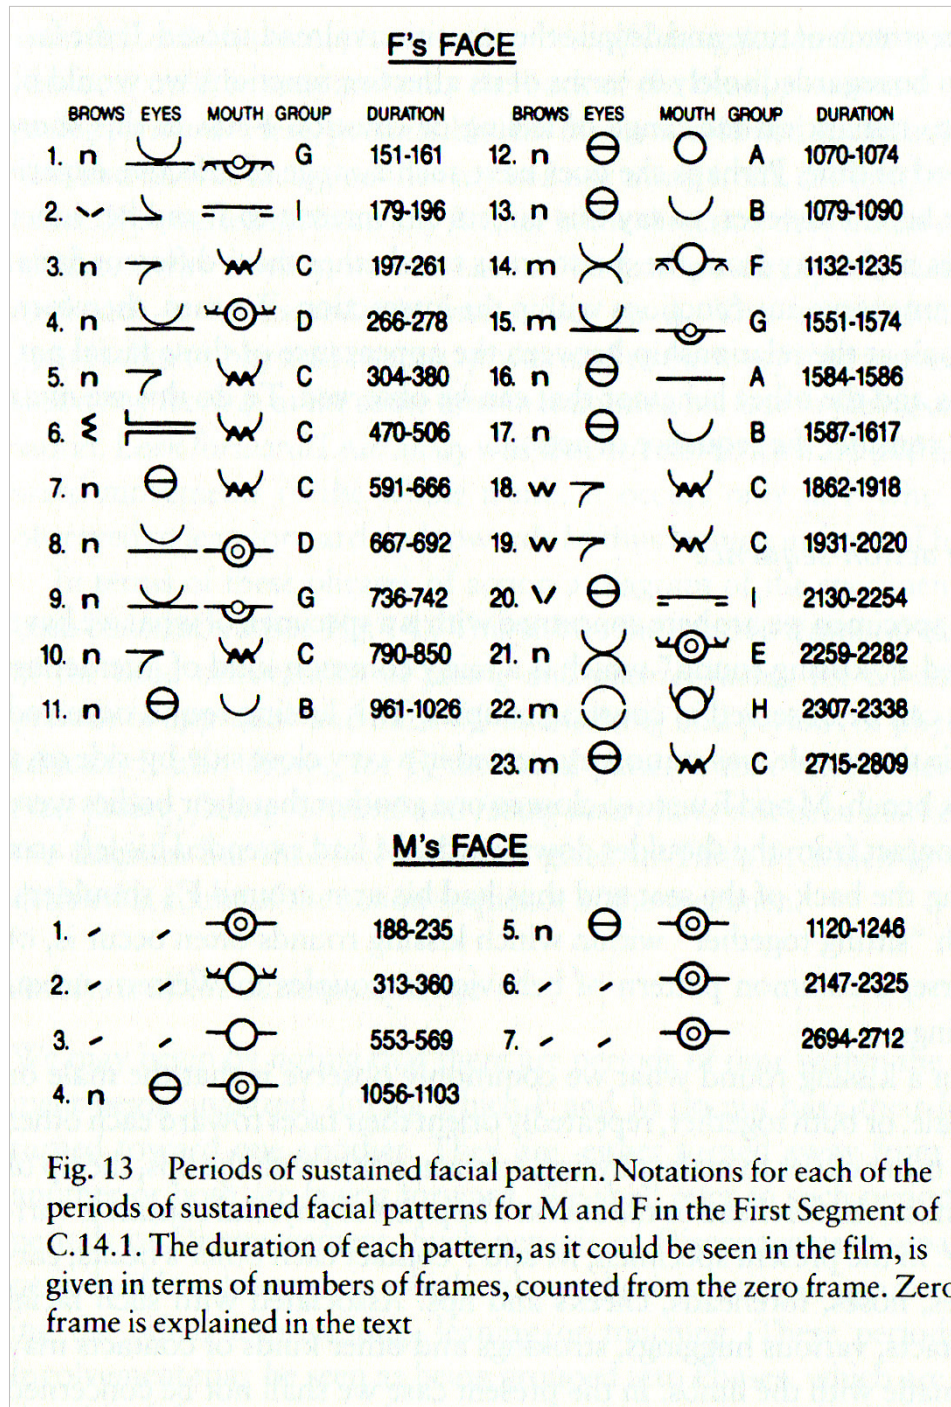 F's FACE
BROWS EYES MOUTH GROUP DURATION BROWS EYES MOUTH GROUP DURATION
1. n G 151-161 12. n A 1070-1074
2. I 179-196 13. n B 1079-1090
3. n C 197-261 14. m F 1132-1235
4. n D 266-278 15. m G 1551-1574
5. n C 304-380 16. n A 1584-1586
6. C 470-506 17. n B 1587-1617
7. n C 591-666 18. w C 1862-1918
8. n D 667-692 19. w C 1931-2020
9. n G 736-742 20. v I 2130-2254
10. n C 790-850 21. n E 2259-2282
11. n B 961-1026 22. m H 2307-2338
23. m C 2715-2809
M's FACE
1. 188-235 5. n 1120-1246
2. 313-360 6. 2147-2325
3. 553-569 7. 2694-2712
4. n 1056-1103
Fig. 13 Periods of sustained facial pattern. Notations for each of the
periods of sustained facial patterns for M and F in the First Segment of
C.14.1. The duration of each pattern, as it could be seen in the film, is
given in terms of numbers of frames, counted from the zero frame. Zero
frame is explained in the text